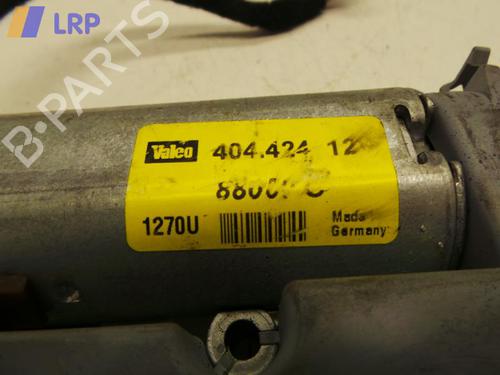 LRP
B-PARTS
Valeo 404.424 12
1270U Made
Germany